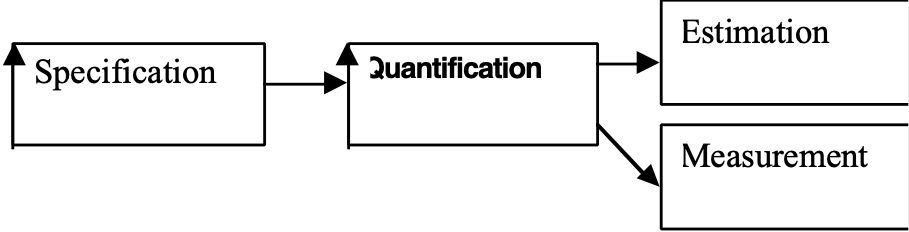 Specification
Quantification
Estimation
Measurement